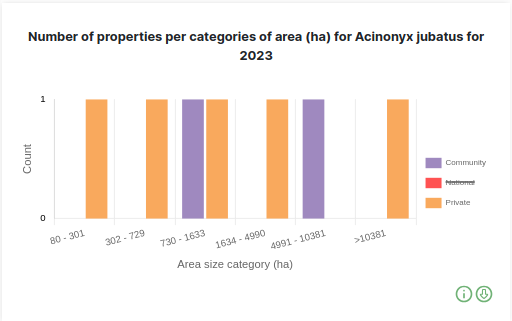 Number of properties per categories of area (ha) for Acinonyx jubatus for
2023
1
Count
0
80 - 301
302 - 729
730 - 1633
1634 - 4990
4991 - 10381
>10381
Area size category (ha)
Community
National
Private